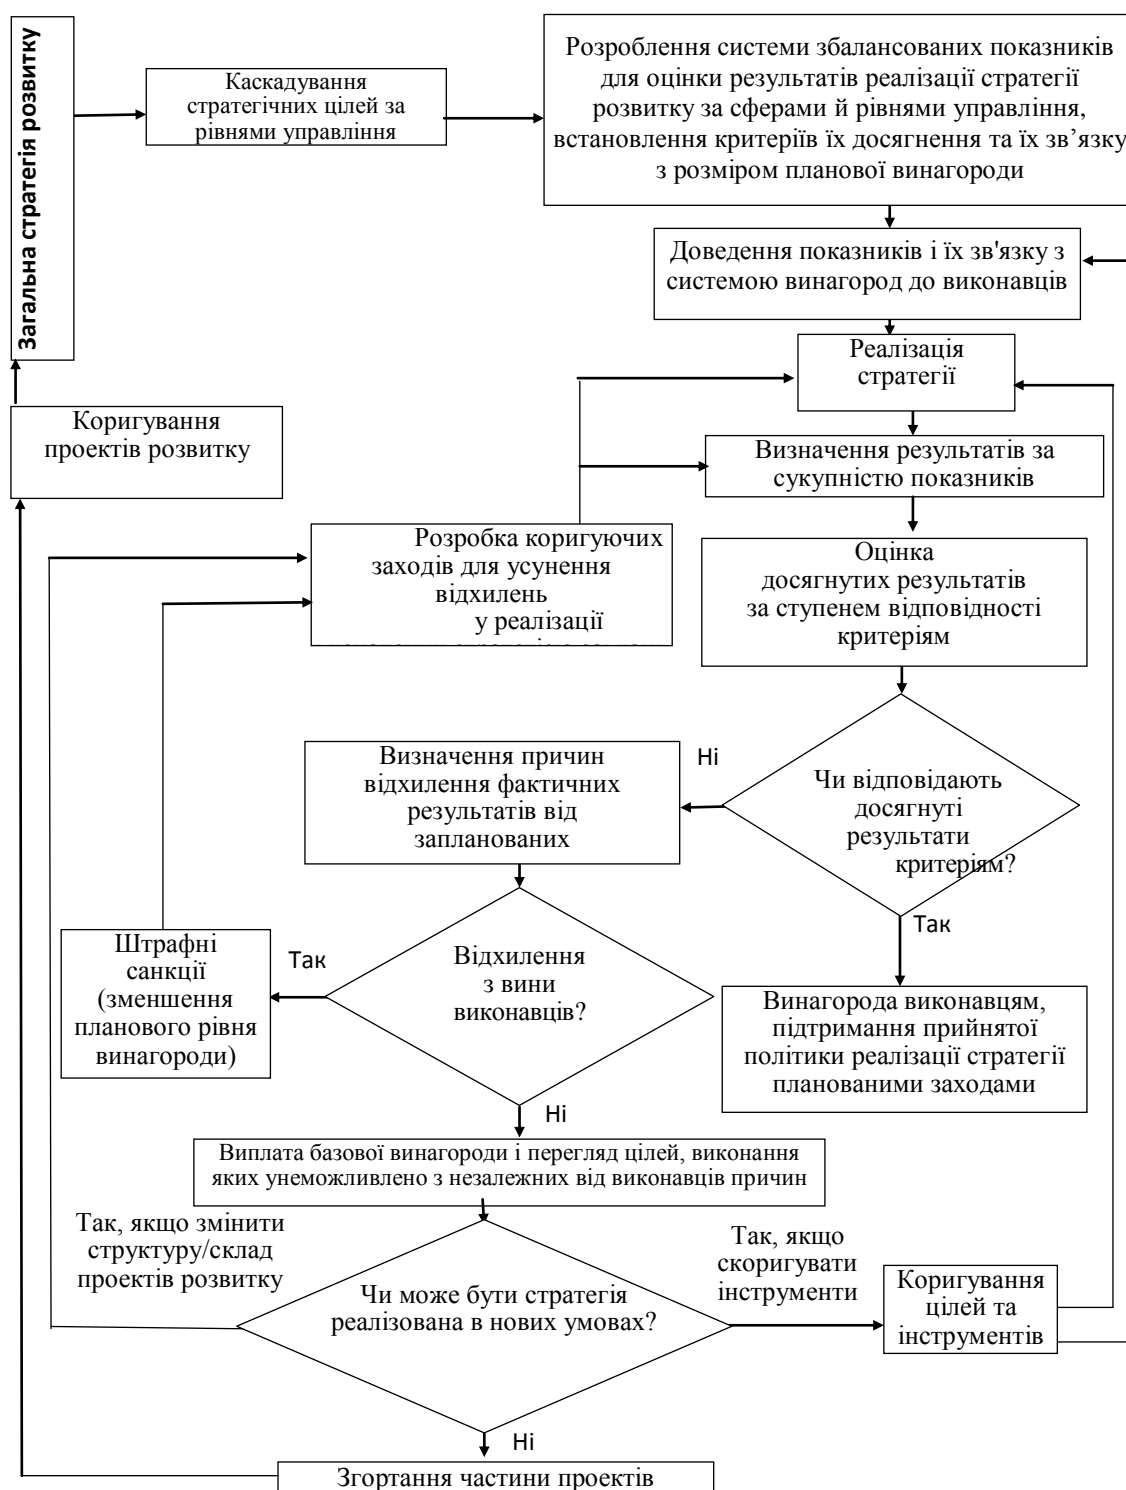 Загальна стратегія розвитку
Каскадування
стратегічних цілей за
рівнями управління
Розроблення системи збалансованих показників
для оцінки результатів реалізації стратегії
розвитку за сферами й рівнями управління,
встановлення критеріїв їх досягнення та їх зв’язку
з розміром планової винагороди
Доведення показників і їх зв'язку з
системою винагород до виконавців
Реалізація
стратегії
Коригування
проектів розвитку
Визначення результатів за
сукупністю показників
Розробка коригуючих
заходів для усунення
відхилень
у реалізації
Оцінка
досягнутих результатів
за ступенем відповідності
критеріям
Визначення причин
відхилення фактичних
результатів від
запланованих
Ні
Чи відповідають
досягнуті
результати
критеріям?
Так
Штрафні
санкції
(зменшення
планового рівня
винагороди)
Так
Відхилення
з вини
виконавців?
Винагорода виконавцям,
підтримання прийнятої
політики реалізації стратегії
планованими заходами
Ні
Виплата базової винагороди і перегляд цілей, виконання
яких унеможливлено з незалежних від виконавців причин
Так, якщо змінити
структуру/склад
проектів розвитку
Так, якщо
скоригувати
інструменти
Чи може бути стратегія
реалізована в нових умовах?
Коригування
цілей та
інструментів
Ні
Згортання частини проектів